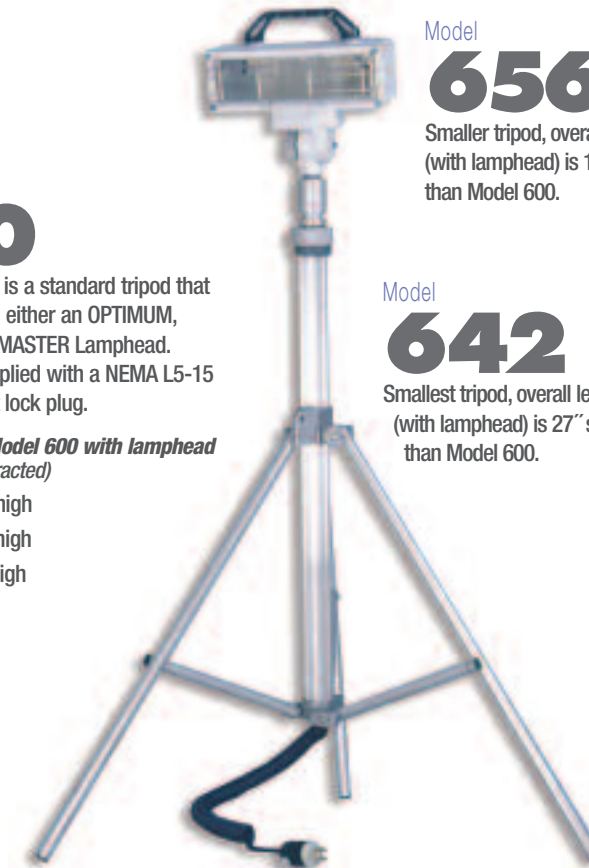 0
is a standard tripod that
either an OPTIMUM,
MASTER Lamphead.
plied with a NEMA L5-15
lock plug.
odel 600 with lamphead
racted)
high
high
igh
Model
656
Smaller tripod, overa
(with lamphead) is 1
than Model 600.
Model
642
Smallest tripod, overall le
(with lamphead) is 27˝ s
than Model 600.